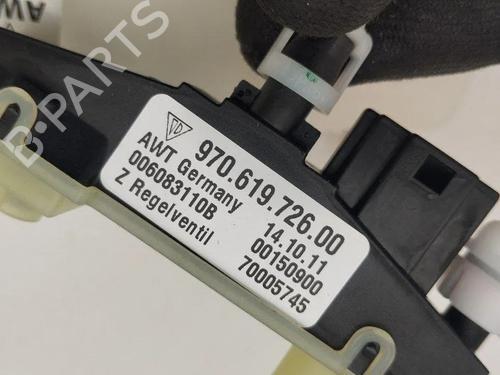 B-PARTS
970.619.726.00
AWT Germany 14.10.11
006083110B 00150900
Z Regelventil 70005745